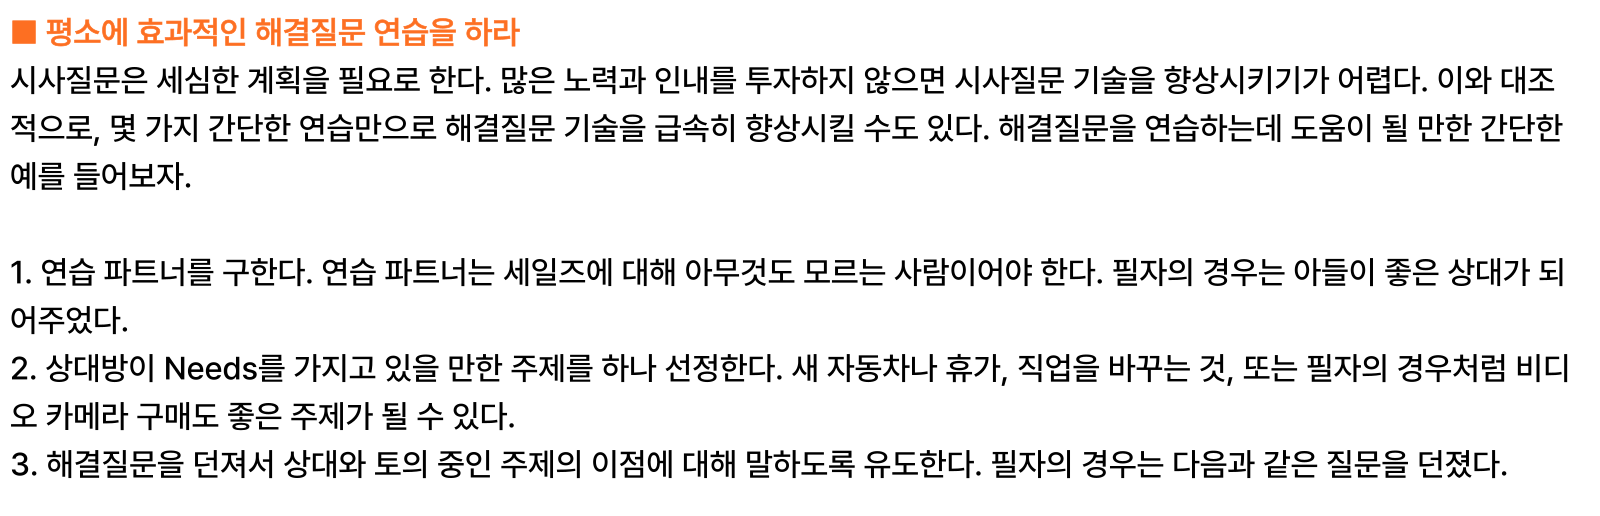 ■ 평소에 효과적인 해결질문 연습을 하라
시사질문은 세심한 계획을 필요로 한다. 많은 노력과 인내를 투자하지 않으면 시사질문 기술을 향상시키기가 어렵다. 이와 대조
적으로, 몇 가지 간단한 연습만으로 해결질문 기술을 급속히 향상시킬 수도 있다. 해결질문을 연습하는데 도움이 될 만한 간단한
예를 들어보자.
1. 연습 파트너를 구한다. 연습 파트너는 세일즈에 대해 아무것도 모르는 사람이어야 한다. 필자의 경우는 아들이 좋은 상대가 되
어주었다.
2. 상대방이 Needs를 가지고 있을 만한 주제를 하나 선정한다. 새 자동차나 휴가, 직업을 바꾸는 것, 또는 필자의 경우처럼 비디
오 카메라 구매도 좋은 주제가 될 수 있다.
3. 해결질문을 던져서 상대와 토의 중인 주제의 이점에 대해 말하도록 유도한다. 필자의 경우는 다음과 같은 질문을 던졌다.